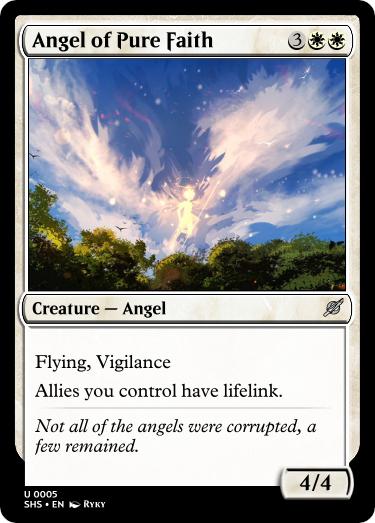 Angel of Pure Faith 3
Creature — Angel
Flying, Vigilance
Allies you control have lifelink.
Not all of the angels were corrupted, a
few remained.
4/4
U 0005
SHS • EN Ryky